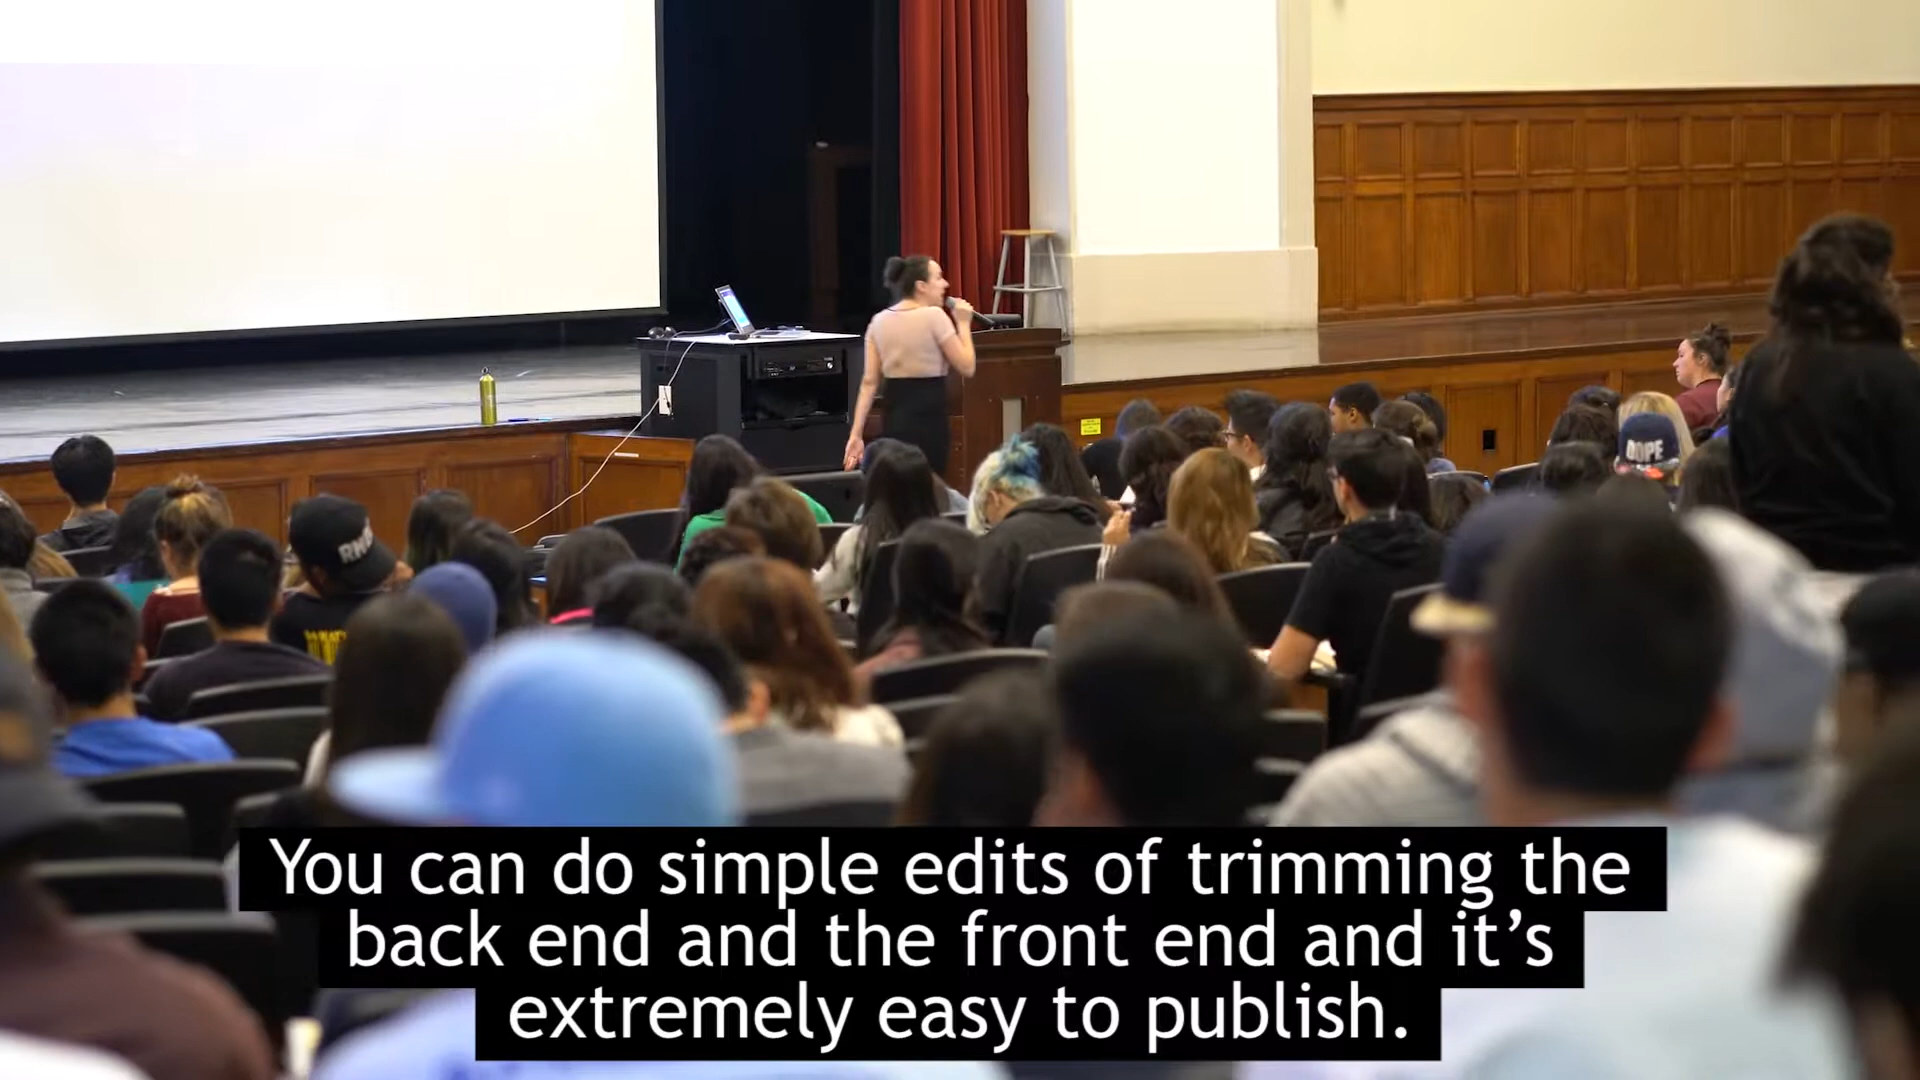 DOPE
You can do simple edits of trimming the
back end and the front end and it’s
extremely easy to publish.